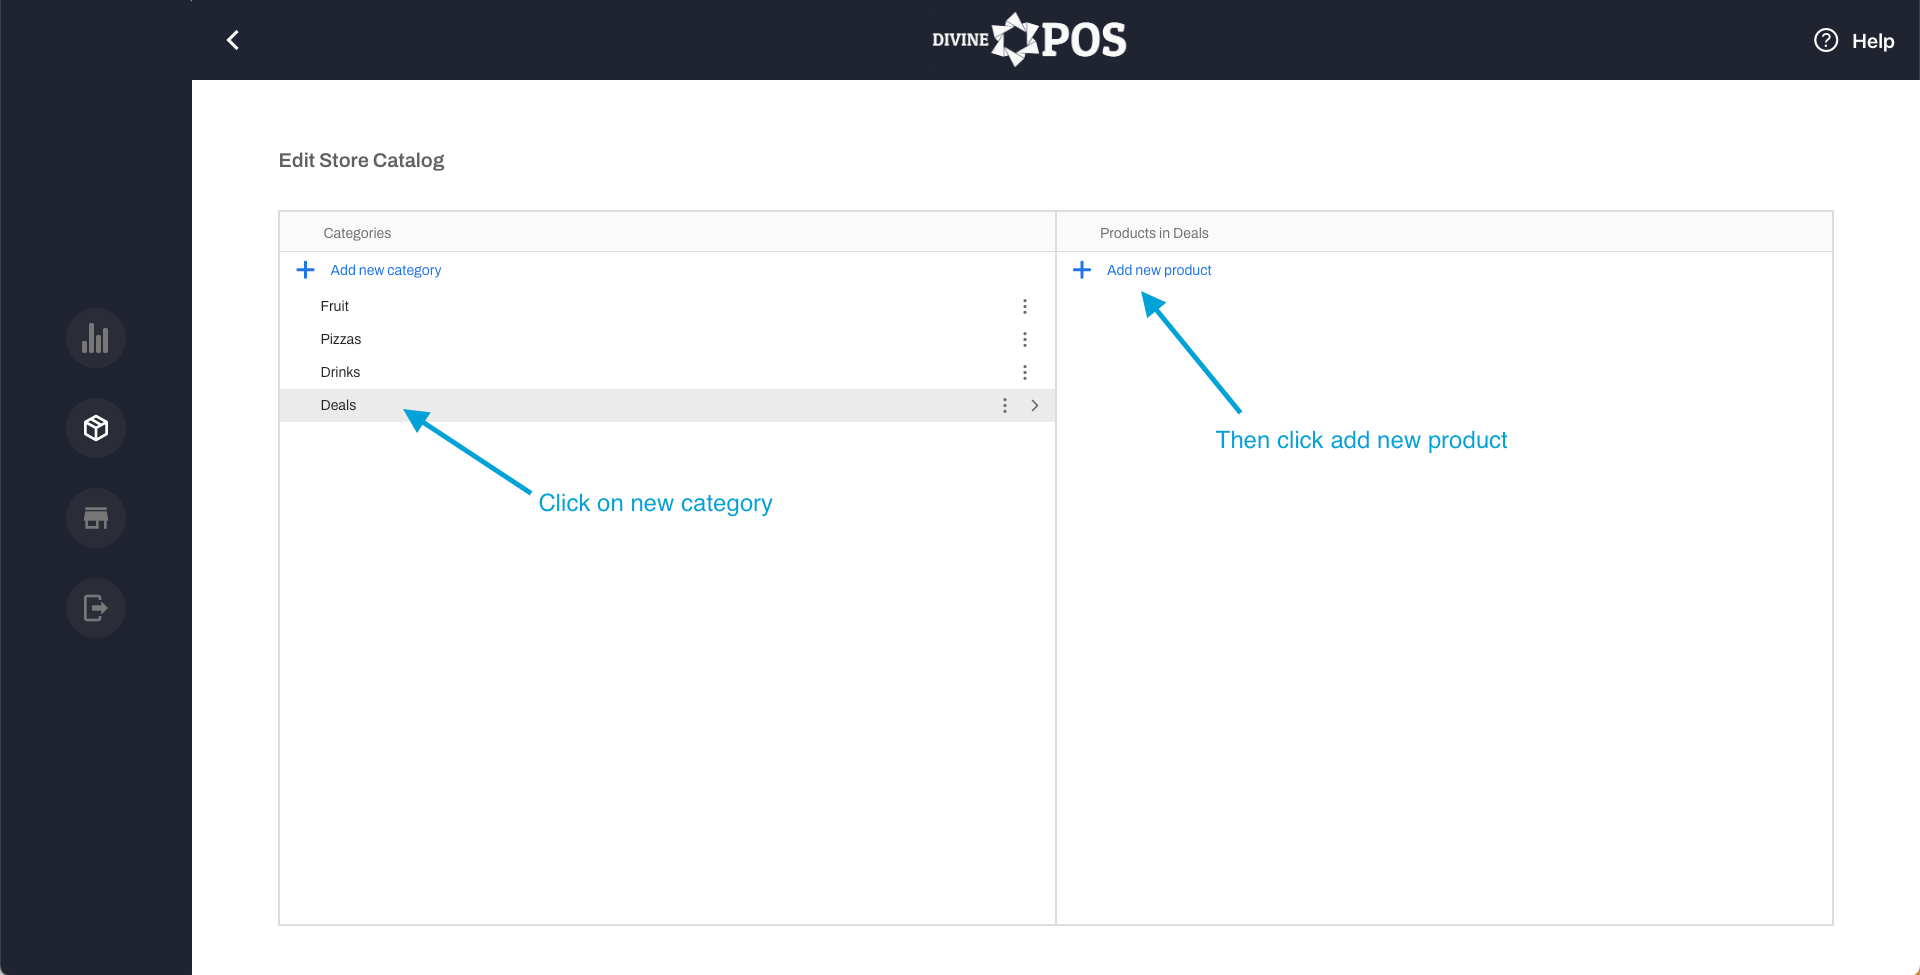 DIVINE POS
Help
Edit Store Catalog
Categories
Products in Deals
Add new category
Add new product
Fruit
Pizzas
Drinks
Deals
Then click add new product
Click on new category